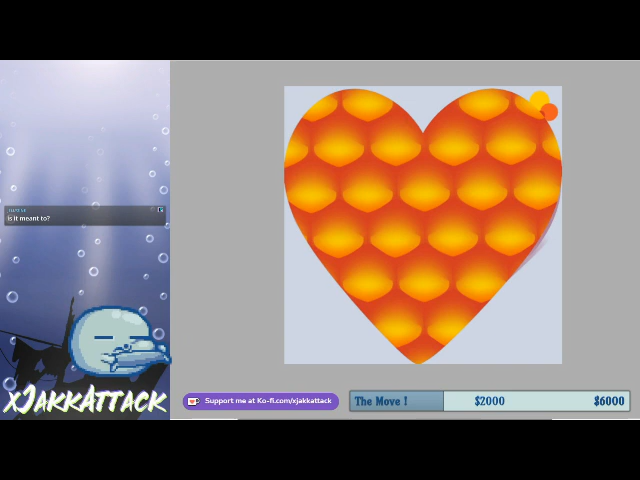 is it meant to?
xJAKKATTACK
Support me at Ko-fi.com/xjakkattack
The Move !
$2000
$6000